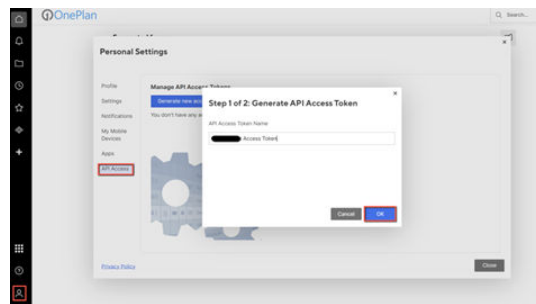 OnePlan
Search...
Personal Settings
Profile
Settings
Notifications
My Mobile
Devices
Apps
API Access
Manage API Access Tokens
Generate new acc
You don't have any a
Step 1 of 2: Generate API Access Token
API Access Token Name
Access Token
Cancel
OK
Privacy Policy
Close